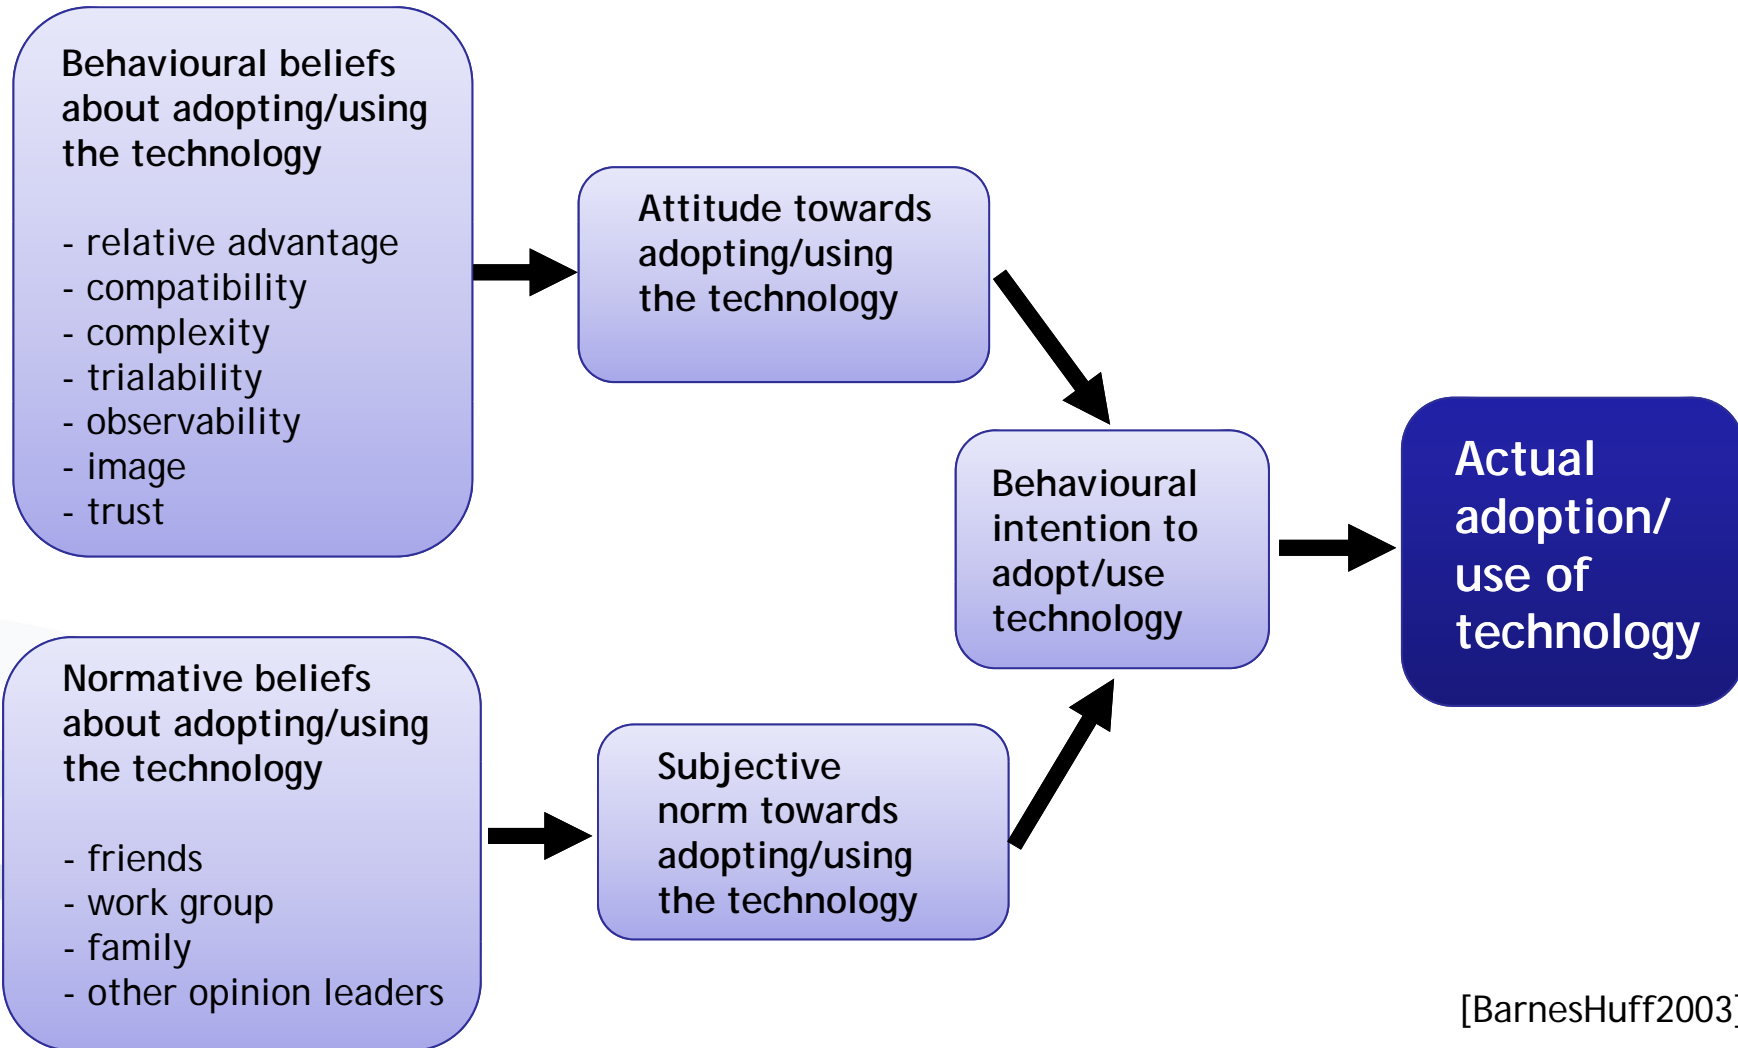 Behavioural beliefs
about adopting/using
the technology
- relative advantage
- compatibility
- complexity
- trialability
- observability
- image
- trust
Attitude towards
adopting/using
the technology
Behavioural
intention to
adopt/use
technology
Actual
adoption/
use of
technology
Normative beliefs
about adopting/using
the technology
- friends
- work group
- family
- other opinion leaders
Subjective
norm towards
adopting/using
the technology
[BarnesHuff2003]